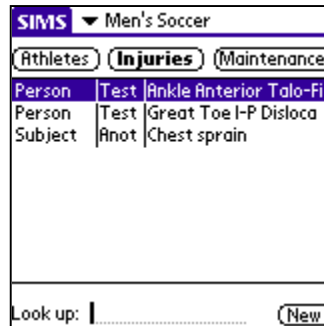 SIMS Men's Soccer
Athletes Injuries Maintenance
Person Test Ankle Anterior Talo-Fi
Person Test Great Toe I-P Disloca
Subject Anot Chest sprain
Look up: New